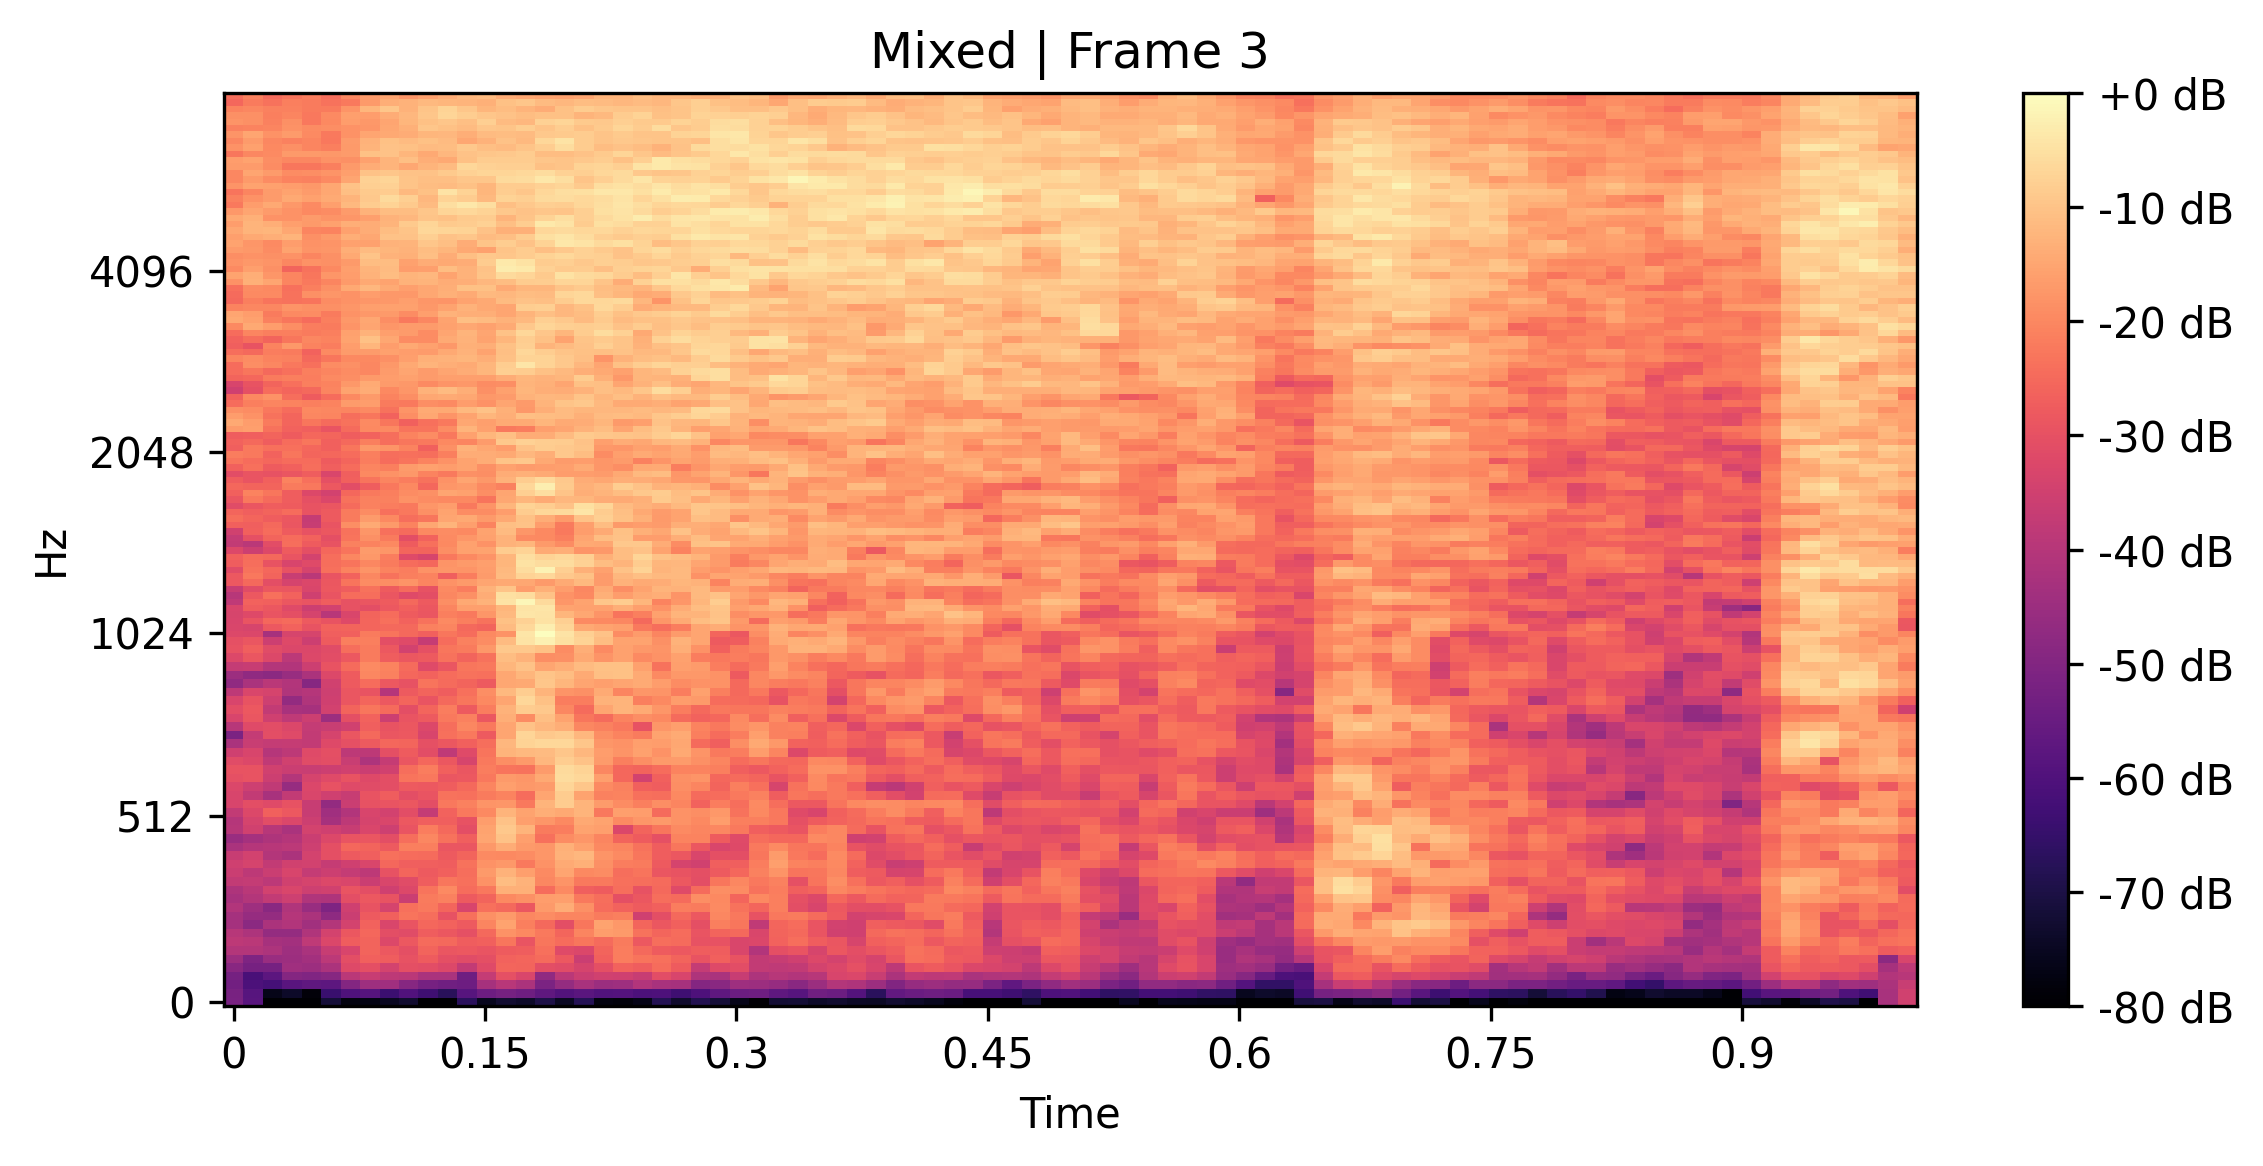 Mixed | Frame 3
+0 dB
-10 dB
-20 dB
-30 dB
-40 dB
-50 dB
-60 dB
-70 dB
-80 dB
Hz
4096
2048
1024
512
0
0 0.15 0.3 0.45 0.6 0.75 0.9
Time